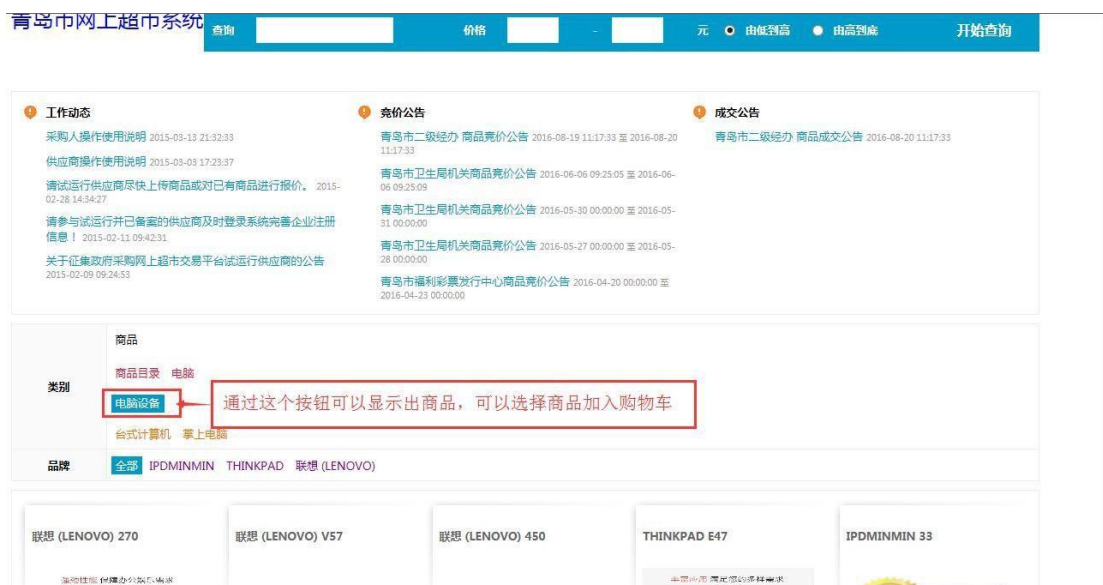 青岛市网上超市系统
查询 价格 - 元 由低到高 由高到底 开始查询
工作动态
采购人操作使用说明 2015-03-13 21:32:33
供应商操作使用说明 2015-03-03 17:23:37
请试运行供应商尽快上传商品或对已有商品进行报价。 2015-
02-28 14:34:27
请参与试运行并已备案的供应商及时登录系统完善企业注册
信息! 2015-02-11 09:42:31
关于征集政府采购网上超市交易平台试运行供应商的公告
2015-02-09 09:24:53
竞价公告
青岛市二级经办 商品竞价公告 2016-08-19 11:17:33 至 2016-08-20
11:17:33
青岛市卫生局机关商品竞价公告 2016-06-06 09:25:05 至 2016-06-
06 09:25:09
青岛市卫生局机关商品竞价公告 2016-05-30 00:00:00 至 2016-05-
31 00:00:00
青岛市卫生局机关商品竞价公告 2016-05-27 00:00:00 至 2016-05-
28 00:00:00
青岛市福利彩票发行中心商品竞价公告 2016-04-20 00:00:00 至
2016-04-23 00:00:00
成交公告
青岛市二级经办 商品成交公告 2016-08-20 11:17:33
类别
商品
商品目录 电脑
电脑设备
通过这个按钮可以显示出商品,可以选择商品加入购物车
台式计算机 掌上电脑
品牌 全部 IPDMINMIN THINKPAD 联想 (LENOVO)
联想 (LENOVO) 270
联想 (LENOVO) V57
联想 (LENOVO) 450
THINKPAD E47
IPDMINMIN 33